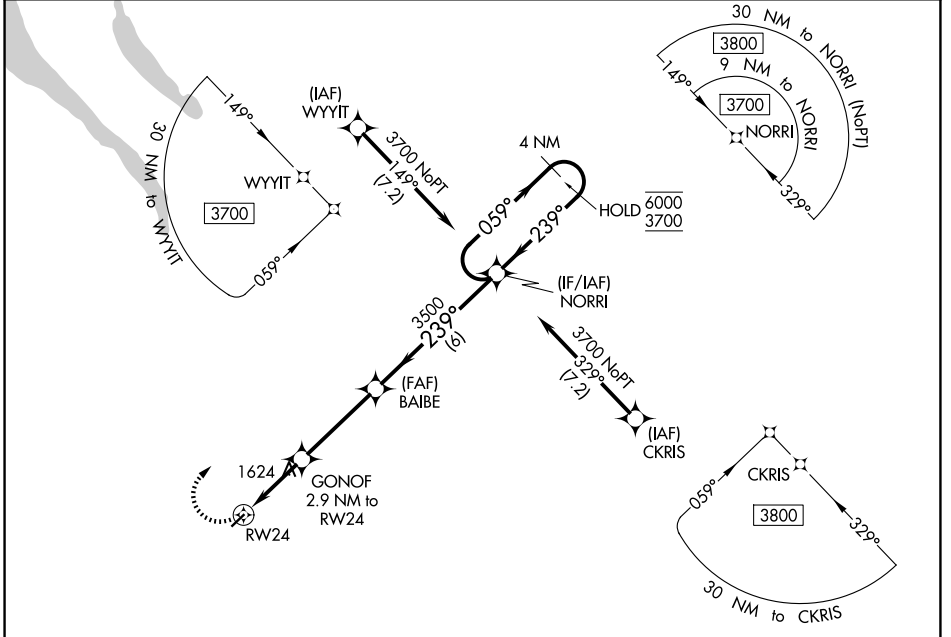 30 NM to NORRI (NoPT)
3800
9 NM to NORRI
149°
3700
NORRI
329°
149°
30 NM to WYYIT
WYYIT
3700
059°
(IAF)
WYYIT
3700 NoPT
149°
(7.2)
4 NM
059°
239°
HOLD
6000
3700
(IF/IAF)
NORRI
3500
239°
(6)
(FAF)
BAIBE
3700 NoPT
329°
(7.2)
(IAF)
CKRIS
1624
GONOF
2.9 NM to
RW24
RW24
059°
CKRIS
3800
329°
30 NM to CKRIS